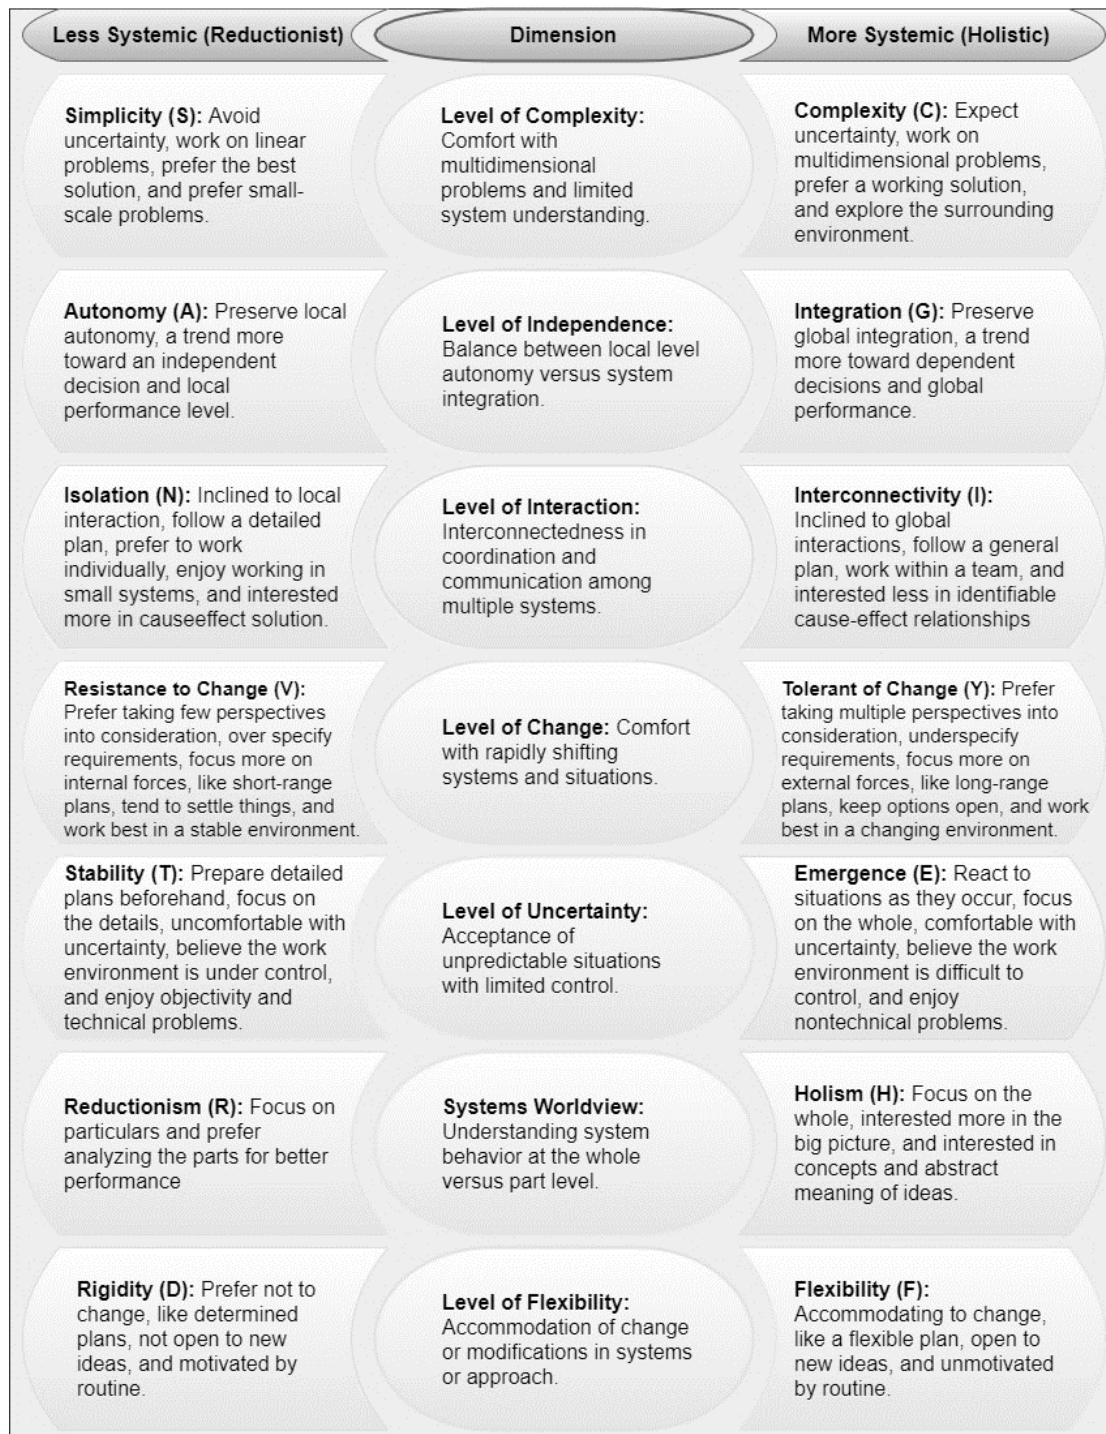 Less Systemic (Reductionist)
Dimension
More Systemic (Holistic)
Simplicity (S): Avoid
uncertainty, work on linear
problems, prefer the best
solution, and prefer small-
scale problems.
Level of Complexity:
Comfort with
multidimensional
problems and limited
system understanding.
Complexity (C): Expect
uncertainty, work on
multidimensional problems,
prefer a working solution,
and explore the surrounding
environment.
Autonomy (A): Preserve local
autonomy, a trend more
toward an independent
decision and local
performance level.
Level of Independence:
Balance between local level
autonomy versus system
integration.
Integration (G): Preserve
global integration, a trend
more toward dependent
decisions and global
performance.
Isolation (N): Inclined to local
interaction, follow a detailed
plan, prefer to work
individually, enjoy working in
small systems, and interested
more in causeeffect solution.
Level of Interaction:
Interconnectedness in
coordination and
communication among
multiple systems.
Interconnectivity (I):
Inclined to global
interactions, follow a general
plan, work within a team, and
interested less in identifiable
cause-effect relationships
Resistance to Change (V):
Prefer taking few perspectives
into consideration, over specify
requirements, focus more on
internal forces, like short-range
plans, tend to settle things, and
work best in a stable environment.
Level of Change: Comfort
with rapidly shifting
systems and situations.
Tolerant of Change (Y): Prefer
taking multiple perspectives into
consideration, underspecify
requirements, focus more on
external forces, like long-range
plans, keep options open, and work
best in a changing environment.
Stability (T): Prepare detailed
plans beforehand, focus on
the details, uncomfortable with
uncertainty, believe the work
environment is under control,
and enjoy objectivity and
technical problems.
Level of Uncertainty:
Acceptance of
unpredictable situations
with limited control.
Emergence (E): React to
situations as they occur, focus
on the whole, comfortable with
uncertainty, believe the work
environment is difficult to
control, and enjoy
nontechnical problems.
Reductionism (R): Focus on
particulars and prefer
analyzing the parts for better
performance
Systems Worldview:
Understanding system
behavior at the whole
versus part level.
Holism (H): Focus on the
whole, interested more in the
big picture, and interested in
concepts and abstract
meaning of ideas.
Rigidity (D): Prefer not to
change, like determined
plans, not open to new
ideas, and motivated by
routine.
Level of Flexibility:
Accommodation of change
or modifications in systems
or approach.
Flexibility (F):
Accommodating to change,
like a flexible plan, open to
new ideas, and unmotivated
by routine.